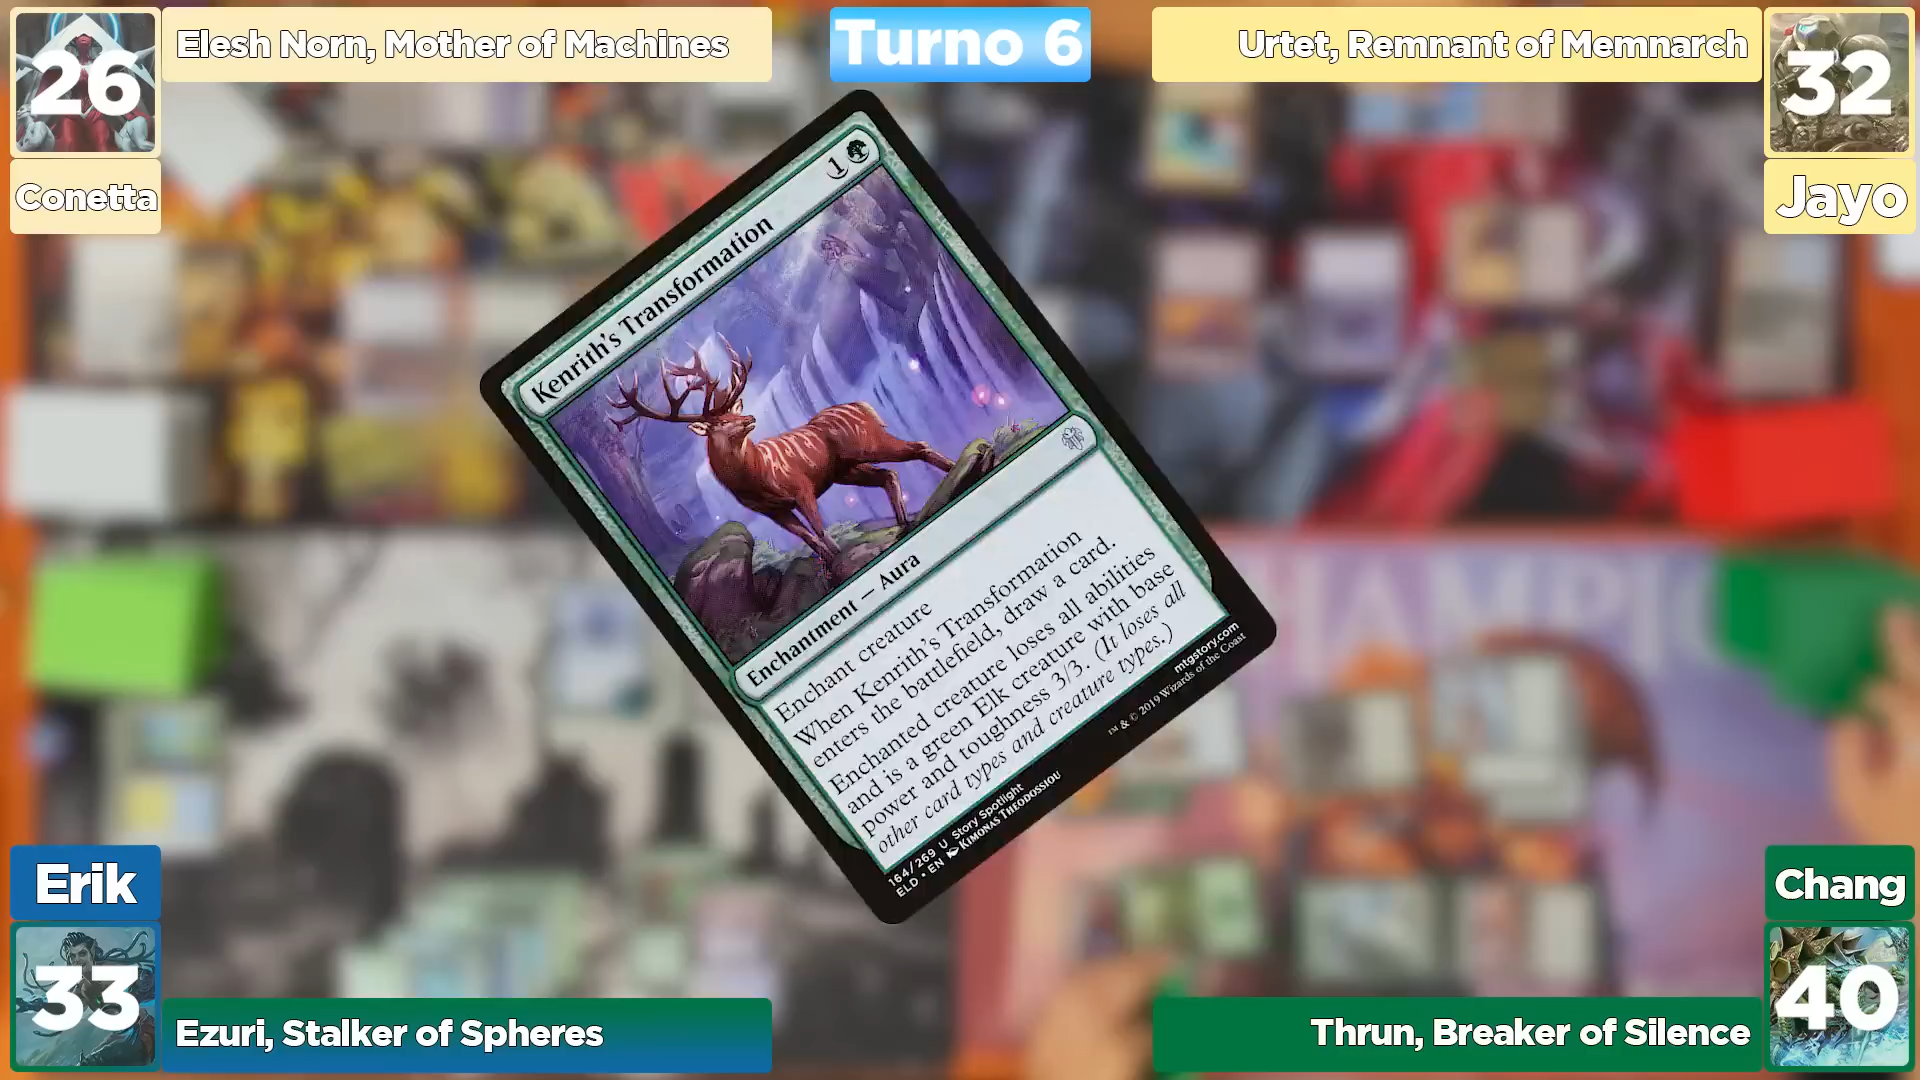 26
Elesh Norn, Mother of Machines
Turno 6
Urtet, Remnant of Memnarch
32
Conetta
Jayo
1
Kenrith's Transformation
Enchantment — Aura
Enchant creature
When Kenrith's Transformation
enters the battlefield, draw a card.
Enchanted creature loses all abilities
and is a green Elk creature with base
power and toughness 3/3. (It loses all
other card types and creature types.)
164/269 U Story Spotlight
ELD • EN KIMONAS THEODOSSIOU
mtgstory.com
™ & © 2019 Wizards of the Coast
CHAMPIO
Erik
33
Ezuri, Stalker of Spheres
Chang
40
Thrun, Breaker of Silence